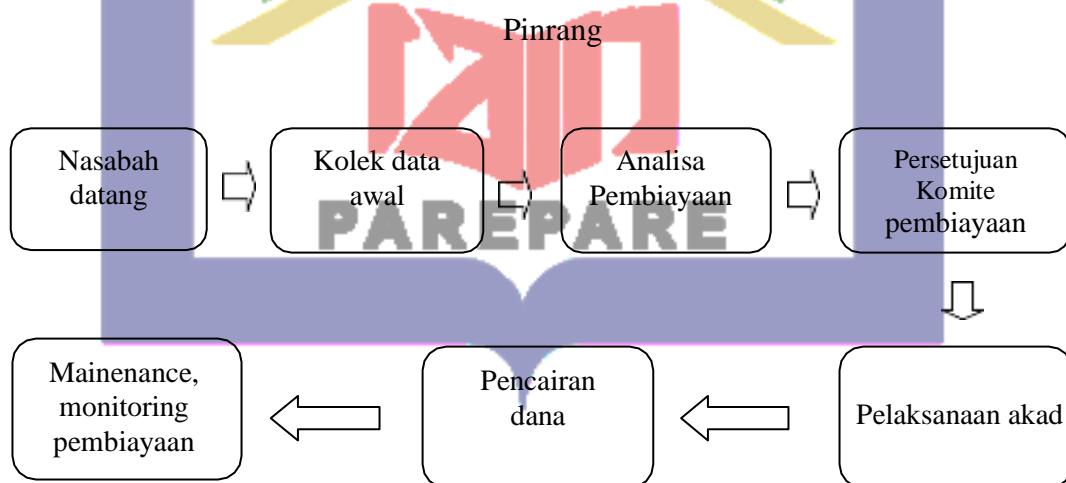 Pinrang
Nasabah
datang
Kolek data
awal
Analisa
Pembiayaan
Persetujuan
Komite
pembiayaan
PAREPARE
Mainenance,
monitoring
pembiayaan
Pencairan
dana
Pelaksanaan akad